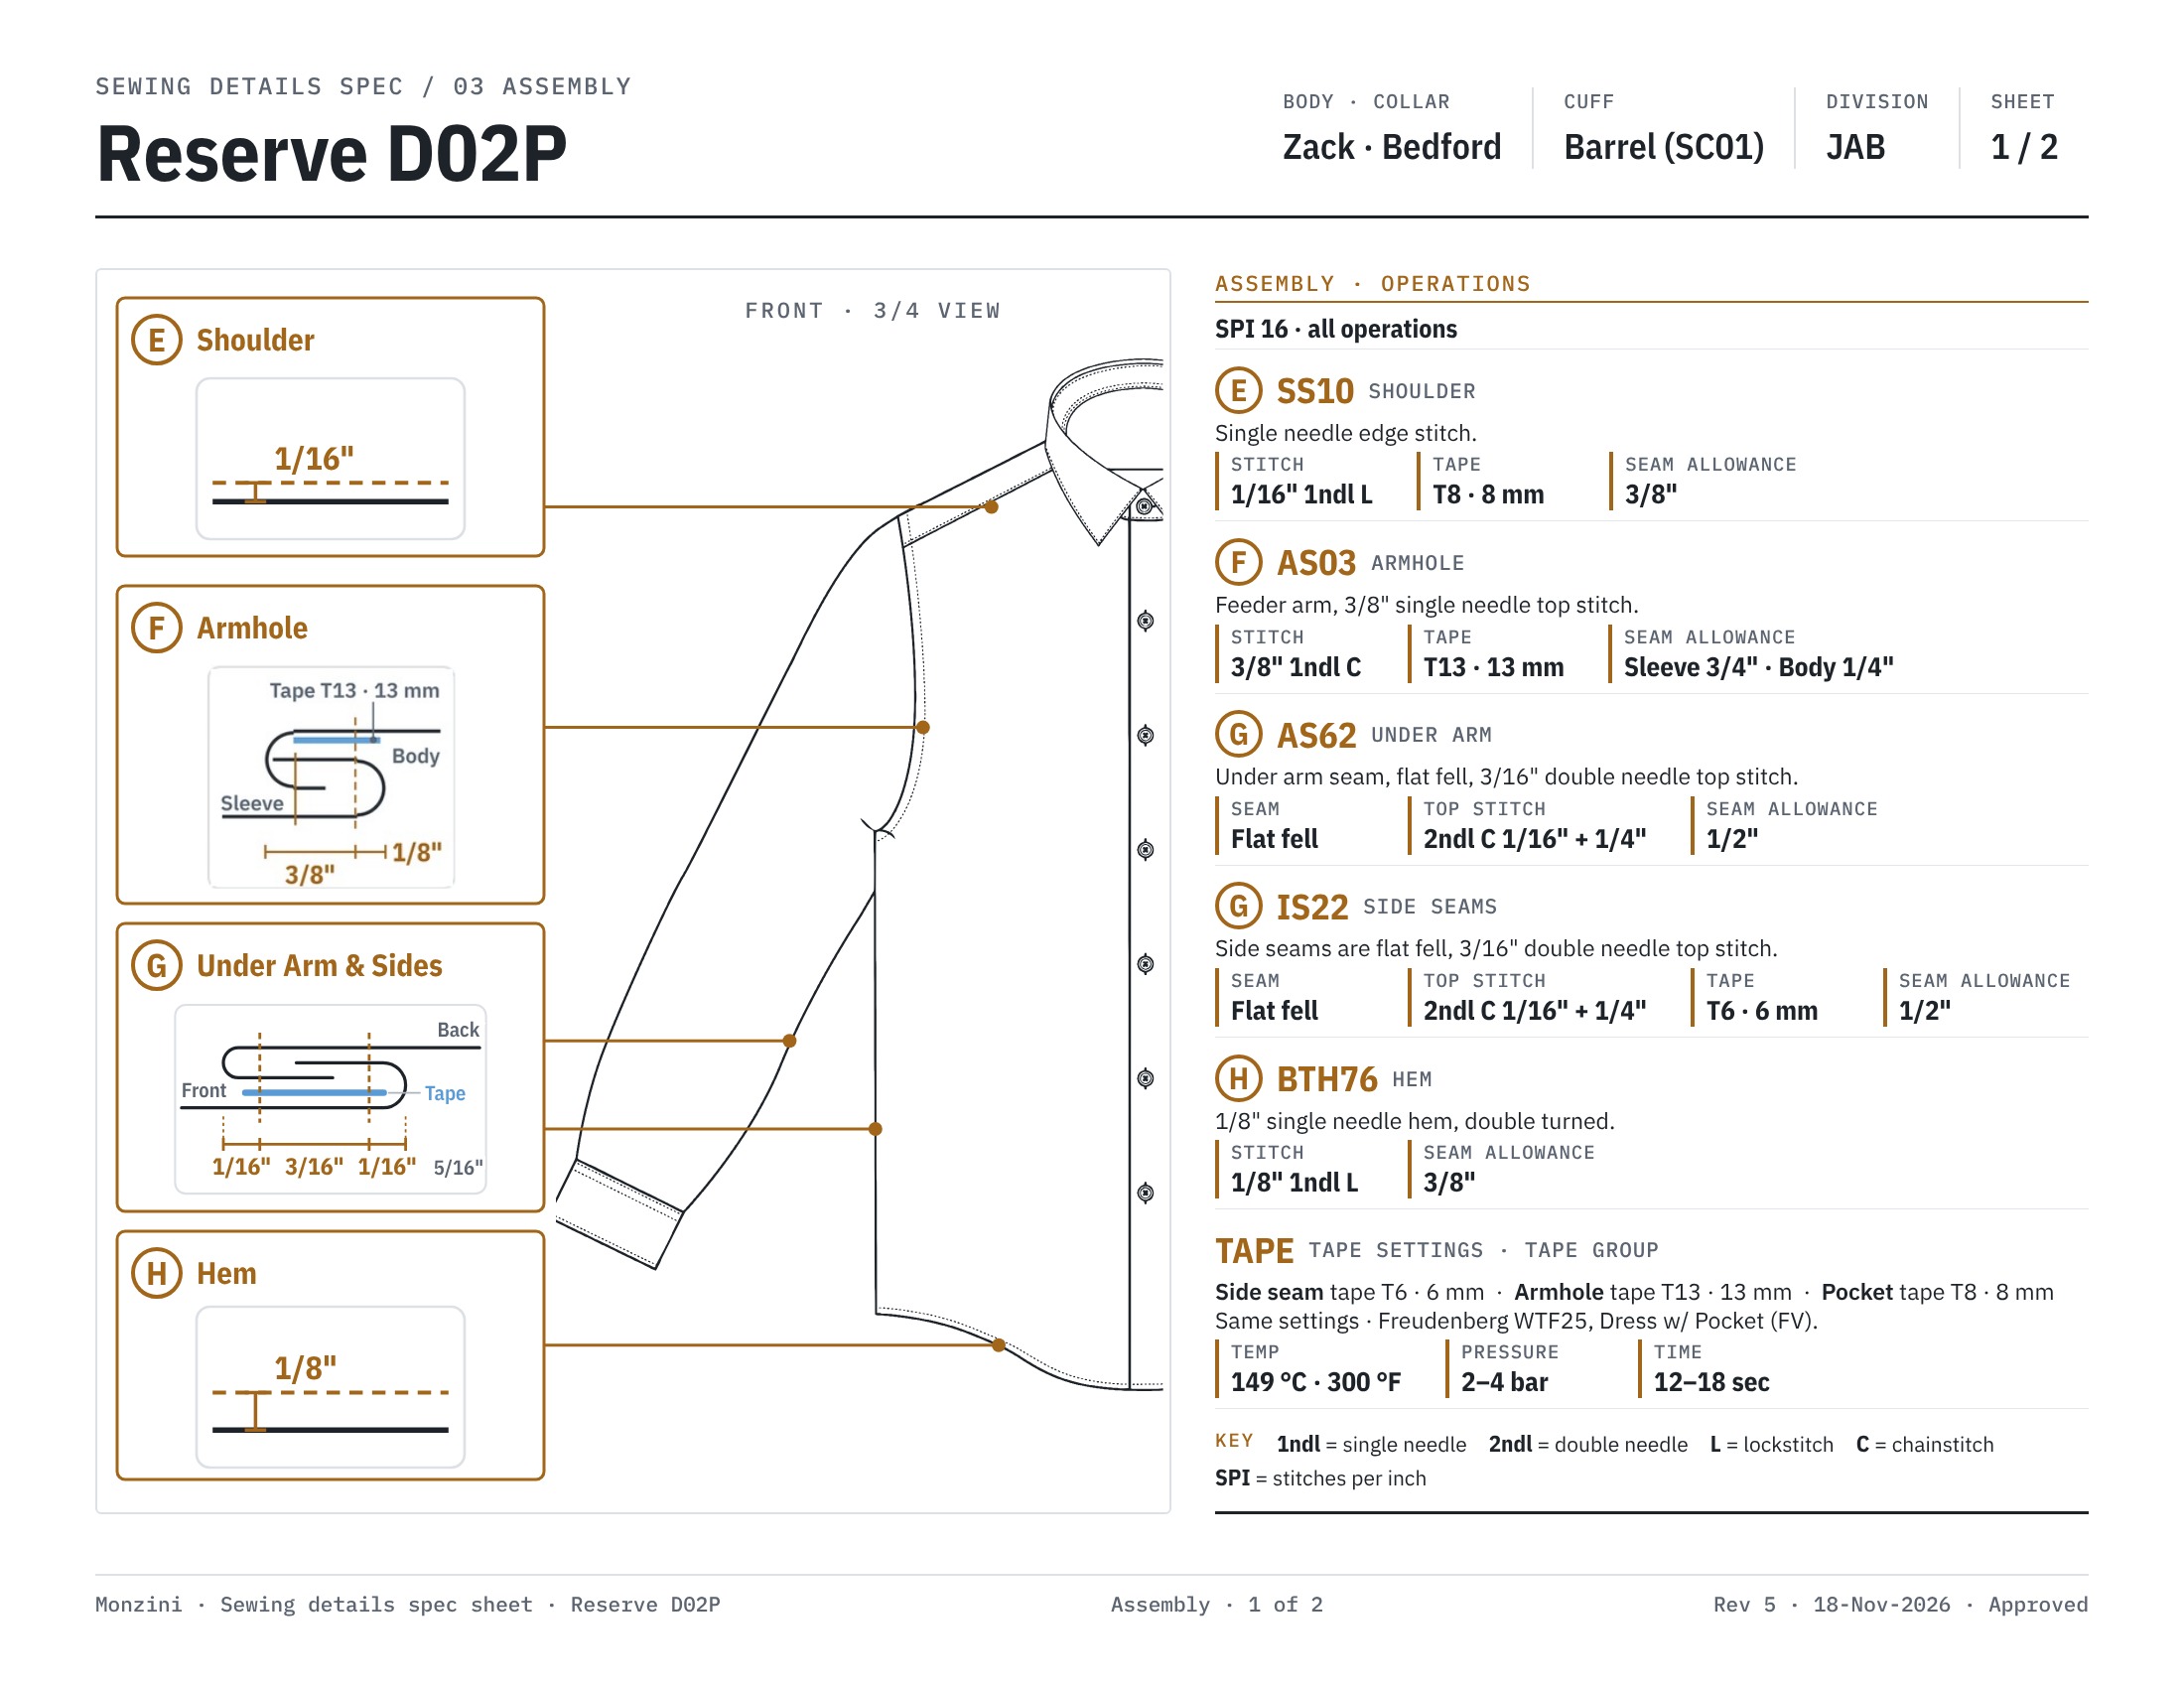 SEWING DETAILS SPEC / 03 ASSEMBLY
Reserve D02P
BODY · COLLAR
Zack · Bedford
CUFF
Barrel (SC01)
DIVISION
JAB
SHEET
1 / 2
FRONT · 3/4 VIEW
E Shoulder
1/16"
F Armhole
Tape T13 · 13 mm
Body
Sleeve
1/8"
3/8"
G Under Arm & Sides
Back
Front
Tape
1/16" 3/16" 1/16" 5/16"
H Hem
1/8"
ASSEMBLY · OPERATIONS
SPI 16 · all operations
E SS10 SHOULDER
Single needle edge stitch.
STITCH TAPE SEAM ALLOWANCE
1/16" 1ndl L T8 · 8 mm 3/8"
F AS03 ARMHOLE
Feeder arm, 3/8" single needle top stitch.
STITCH TAPE SEAM ALLOWANCE
3/8" 1ndl C T13 · 13 mm Sleeve 3/4" · Body 1/4"
G AS62 UNDER ARM
Under arm seam, flat fell, 3/16" double needle top stitch.
SEAM TOP STITCH SEAM ALLOWANCE
Flat fell 2ndl C 1/16" + 1/4" 1/2"
G IS22 SIDE SEAMS
Side seams are flat fell, 3/16" double needle top stitch.
SEAM TOP STITCH TAPE SEAM ALLOWANCE
Flat fell 2ndl C 1/16" + 1/4" T6 · 6 mm 1/2"
H BTH76 HEM
1/8" single needle hem, double turned.
STITCH SEAM ALLOWANCE
1/8" 1ndl L 3/8"
TAPE TAPE SETTINGS · TAPE GROUP
Side seam tape T6 · 6 mm · Armhole tape T13 · 13 mm · Pocket tape T8 · 8 mm
Same settings · Freudenberg WTF25, Dress w/ Pocket (FV).
TEMP PRESSURE TIME
149 °C · 300 °F 2–4 bar 12–18 sec
KEY 1ndl = single needle 2ndl = double needle L = lockstitch C = chainstitch
SPI = stitches per inch
Monzini · Sewing details spec sheet · Reserve D02P
Assembly · 1 of 2
Rev 5 · 18-Nov-2026 · Approved